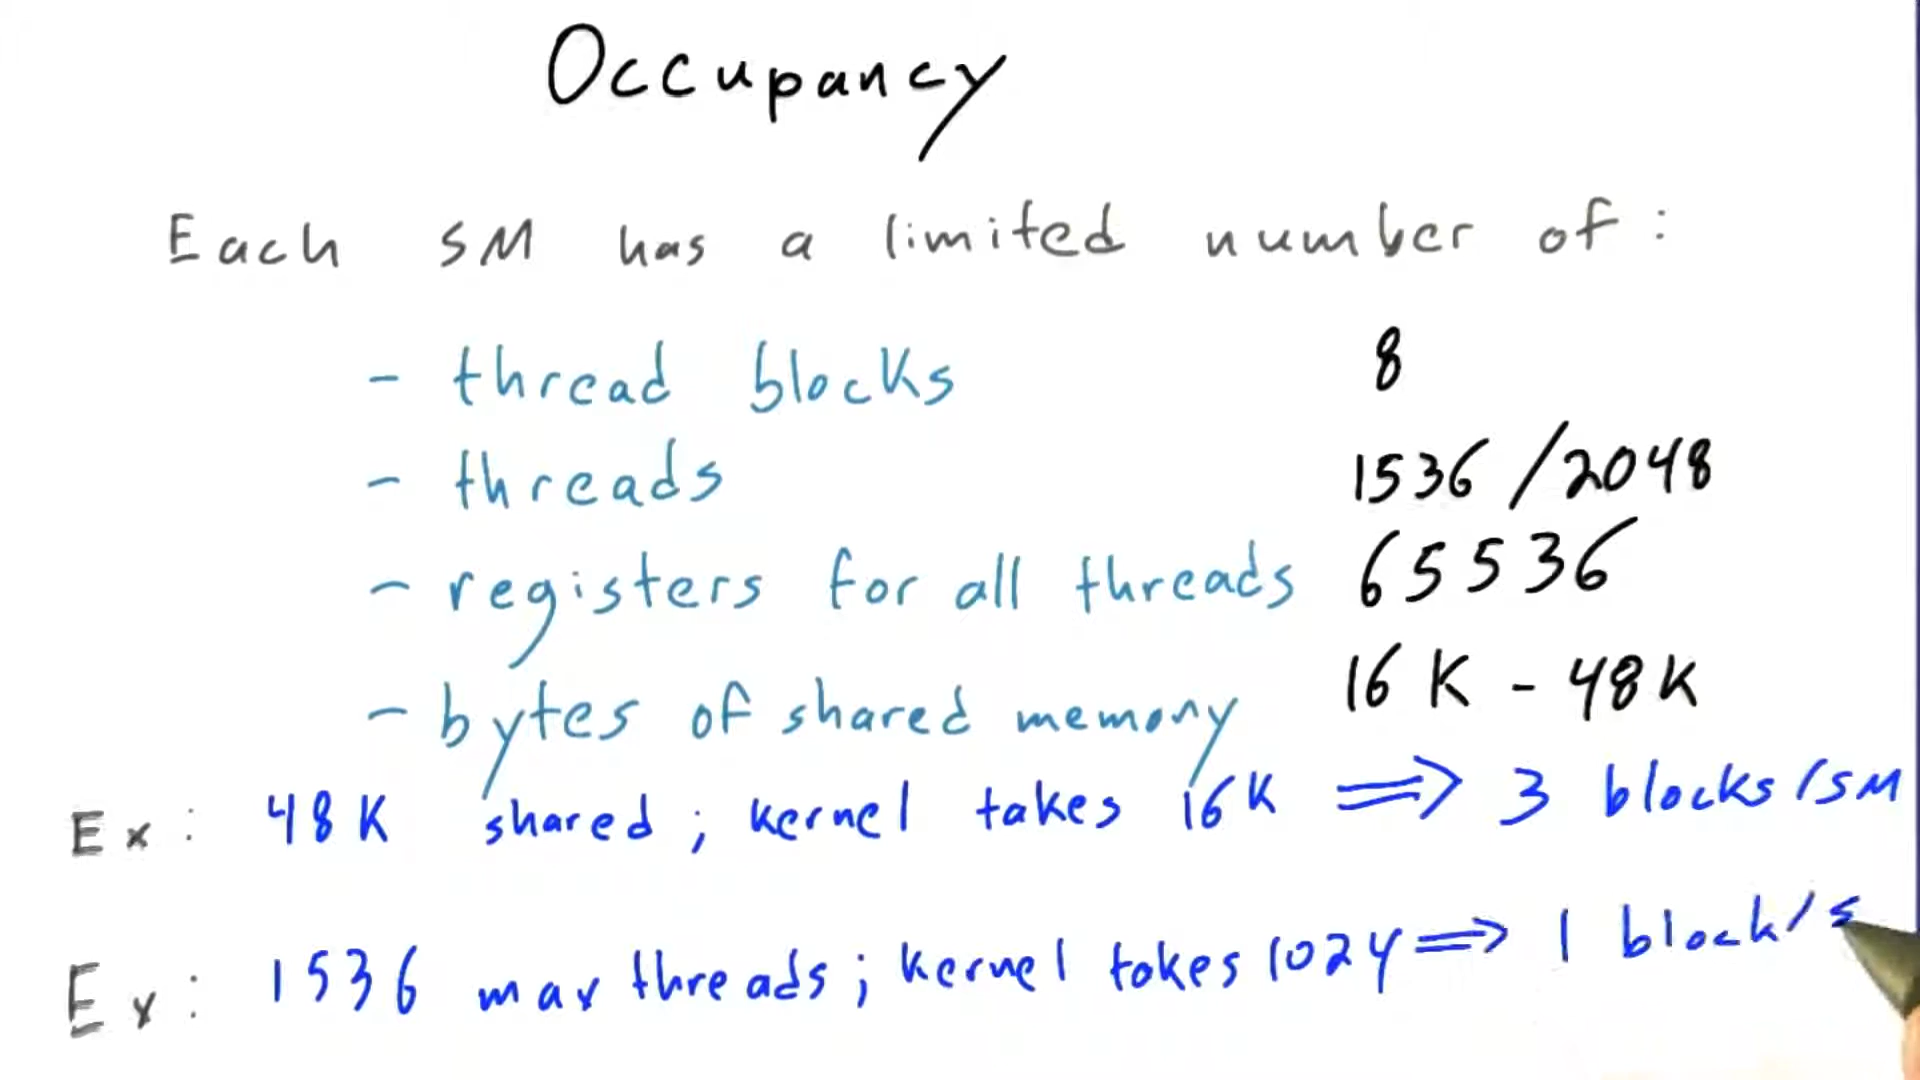 Occupancy
Each SM has a limited number of:
- thread blocks 8
- threads 1536/2048
- registers for all threads 65536
- bytes of shared memory 16K - 48K
Ex: 48K shared; kernel takes 16K ⟹ 3 blocks/SM
Ex: 1536 max threads; kernel takes 1024 ⟹ 1 block/s